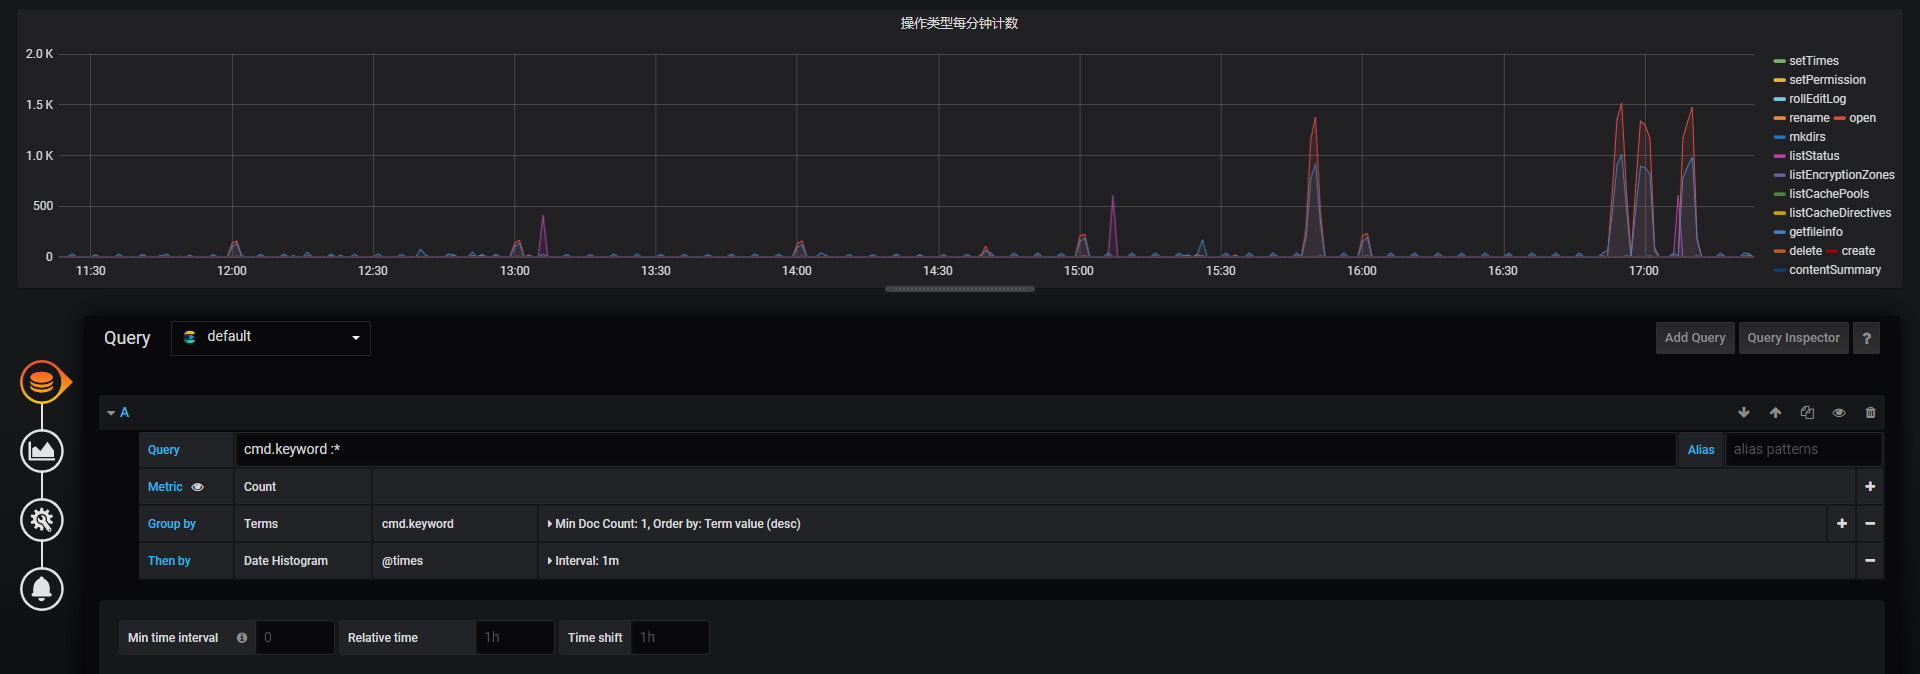 操作类型每分钟计数
2.0 K
1.5 K
1.0 K
500
0
11:30 12:00 12:30 13:00 13:30 14:00 14:30 15:00 15:30 16:00 16:30 17:00
setTimes
setPermission
rollEditLog
rename open
mkdirs
listStatus
listEncryptionZones
listCachePools
listCacheDirectives
getfileinfo
delete create
contentSummary
Query default Add Query Query Inspector ?
A
Query cmd.keyword :* Alias alias patterns
Metric Count +
Group by Terms cmd.keyword Min Doc Count: 1, Order by: Term value (desc) + −
Then by Date Histogram @times Interval: 1m −
Min time interval 0 Relative time 1h Time shift 1h